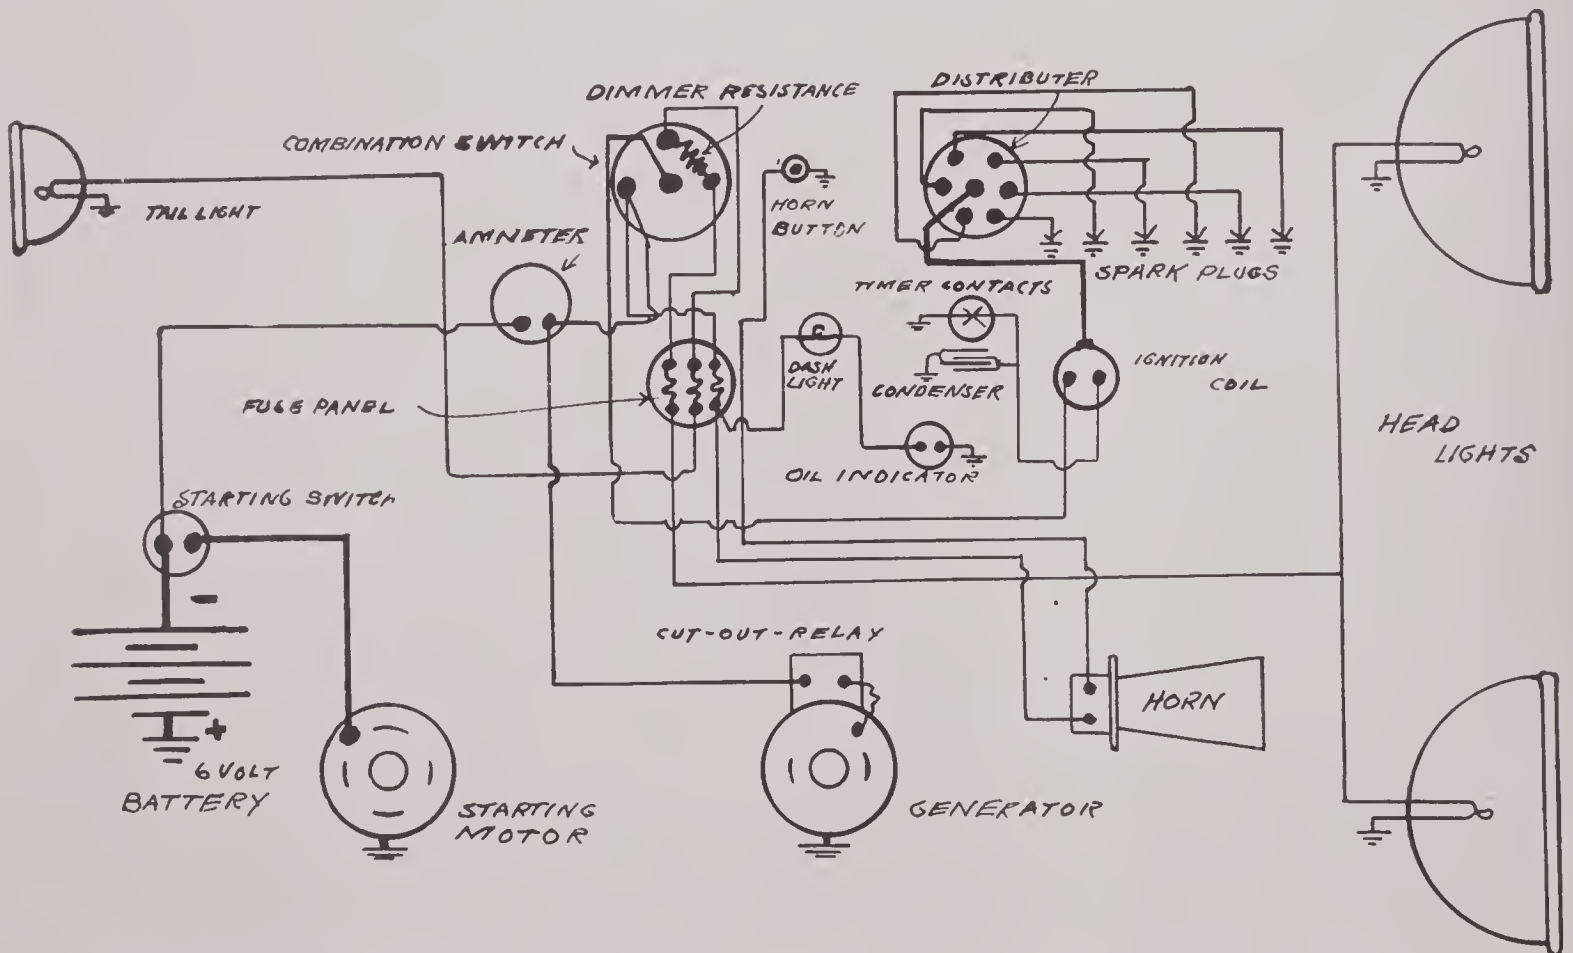 DISTRIBUTER
DIMMER RESISTANCE
COMBINATION SWITCH
TAIL LIGHT
HORN
BUTTON
AMMETER
SPARK PLUGS
TIMER CONTACTS
DASH
LIGHT
CONDENSER
IGNITION
COIL
FUSE PANEL
HEAD
LIGHTS
OIL INDICATOR
STARTING SWITCH
-
CUT-OUT-RELAY
HORN
+
6 VOLT
BATTERY
STARTING
MOTOR
GENERATOR